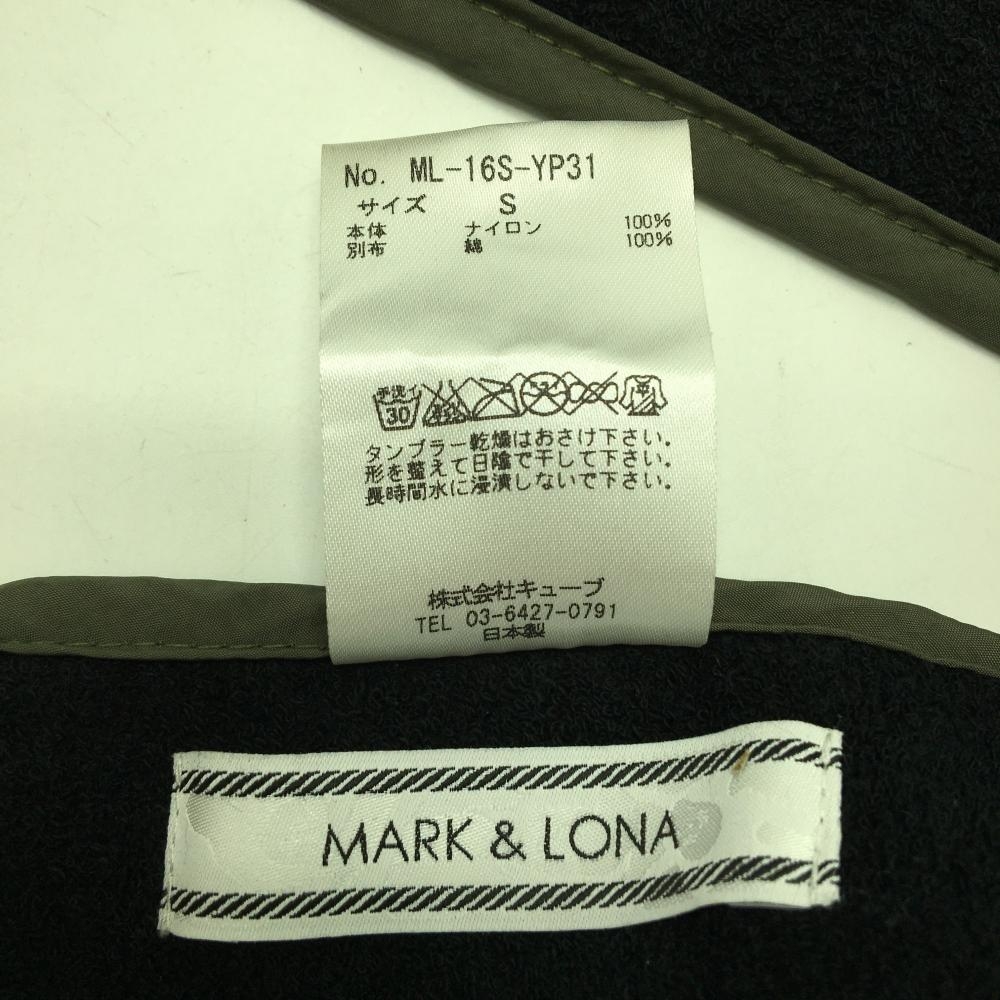 No. ML-16S-YP31
サイズ S
本体 ナイロン 100%
別布 綿 100%
手洗イ
30
平
タンブラー乾燥はおさけ下さい。
形を整えて日陰で干して下さい。
長時間水に浸漬しないで下さい。
株式会社キューブ
TEL 03-6427-0791
日本製
MARK & LONA